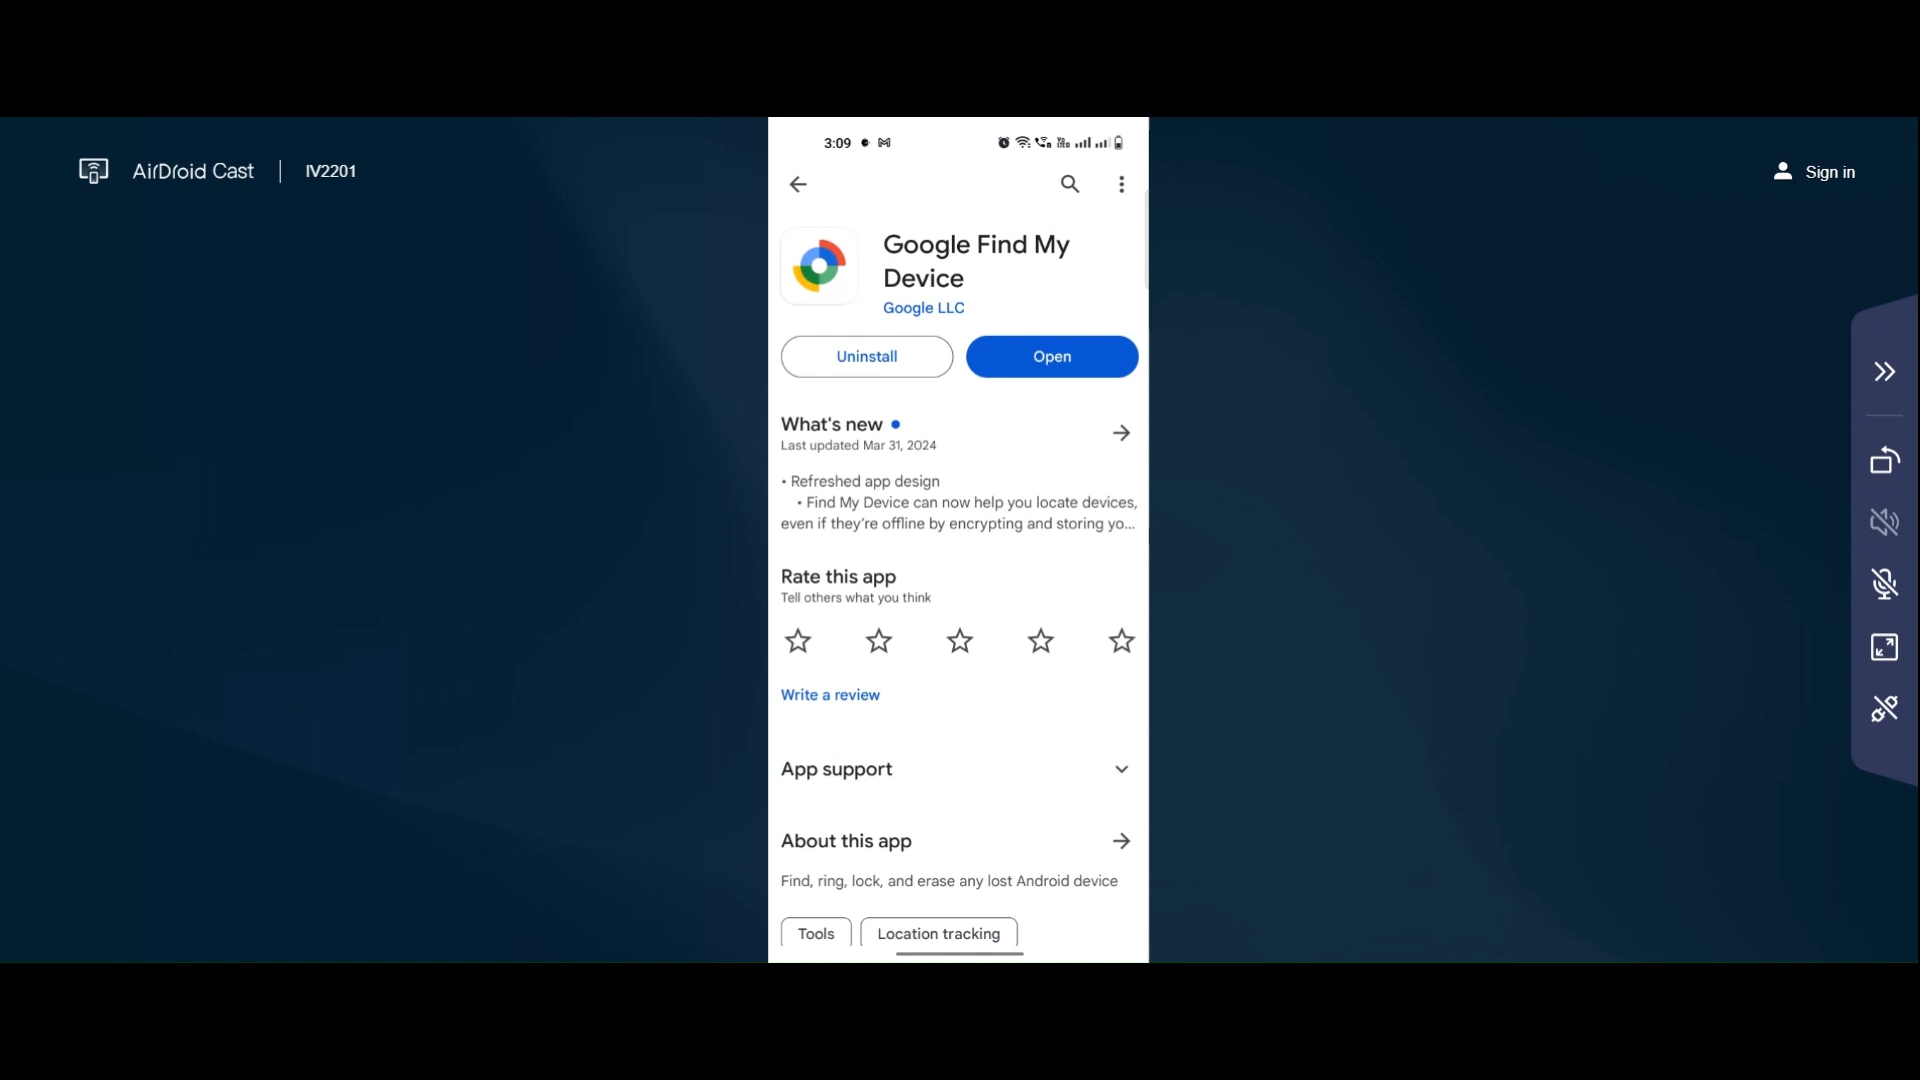 3:09
AirDroid Cast | IV2201
Sign in
Google Find My
Device
Google LLC
Uninstall
Open
What's new
Last updated Mar 31, 2024
• Refreshed app design
• Find My Device can now help you locate devices,
even if they're offline by encrypting and storing yo...
Rate this app
Tell others what you think
Write a review
App support
About this app
Find, ring, lock, and erase any lost Android device
Tools
Location tracking